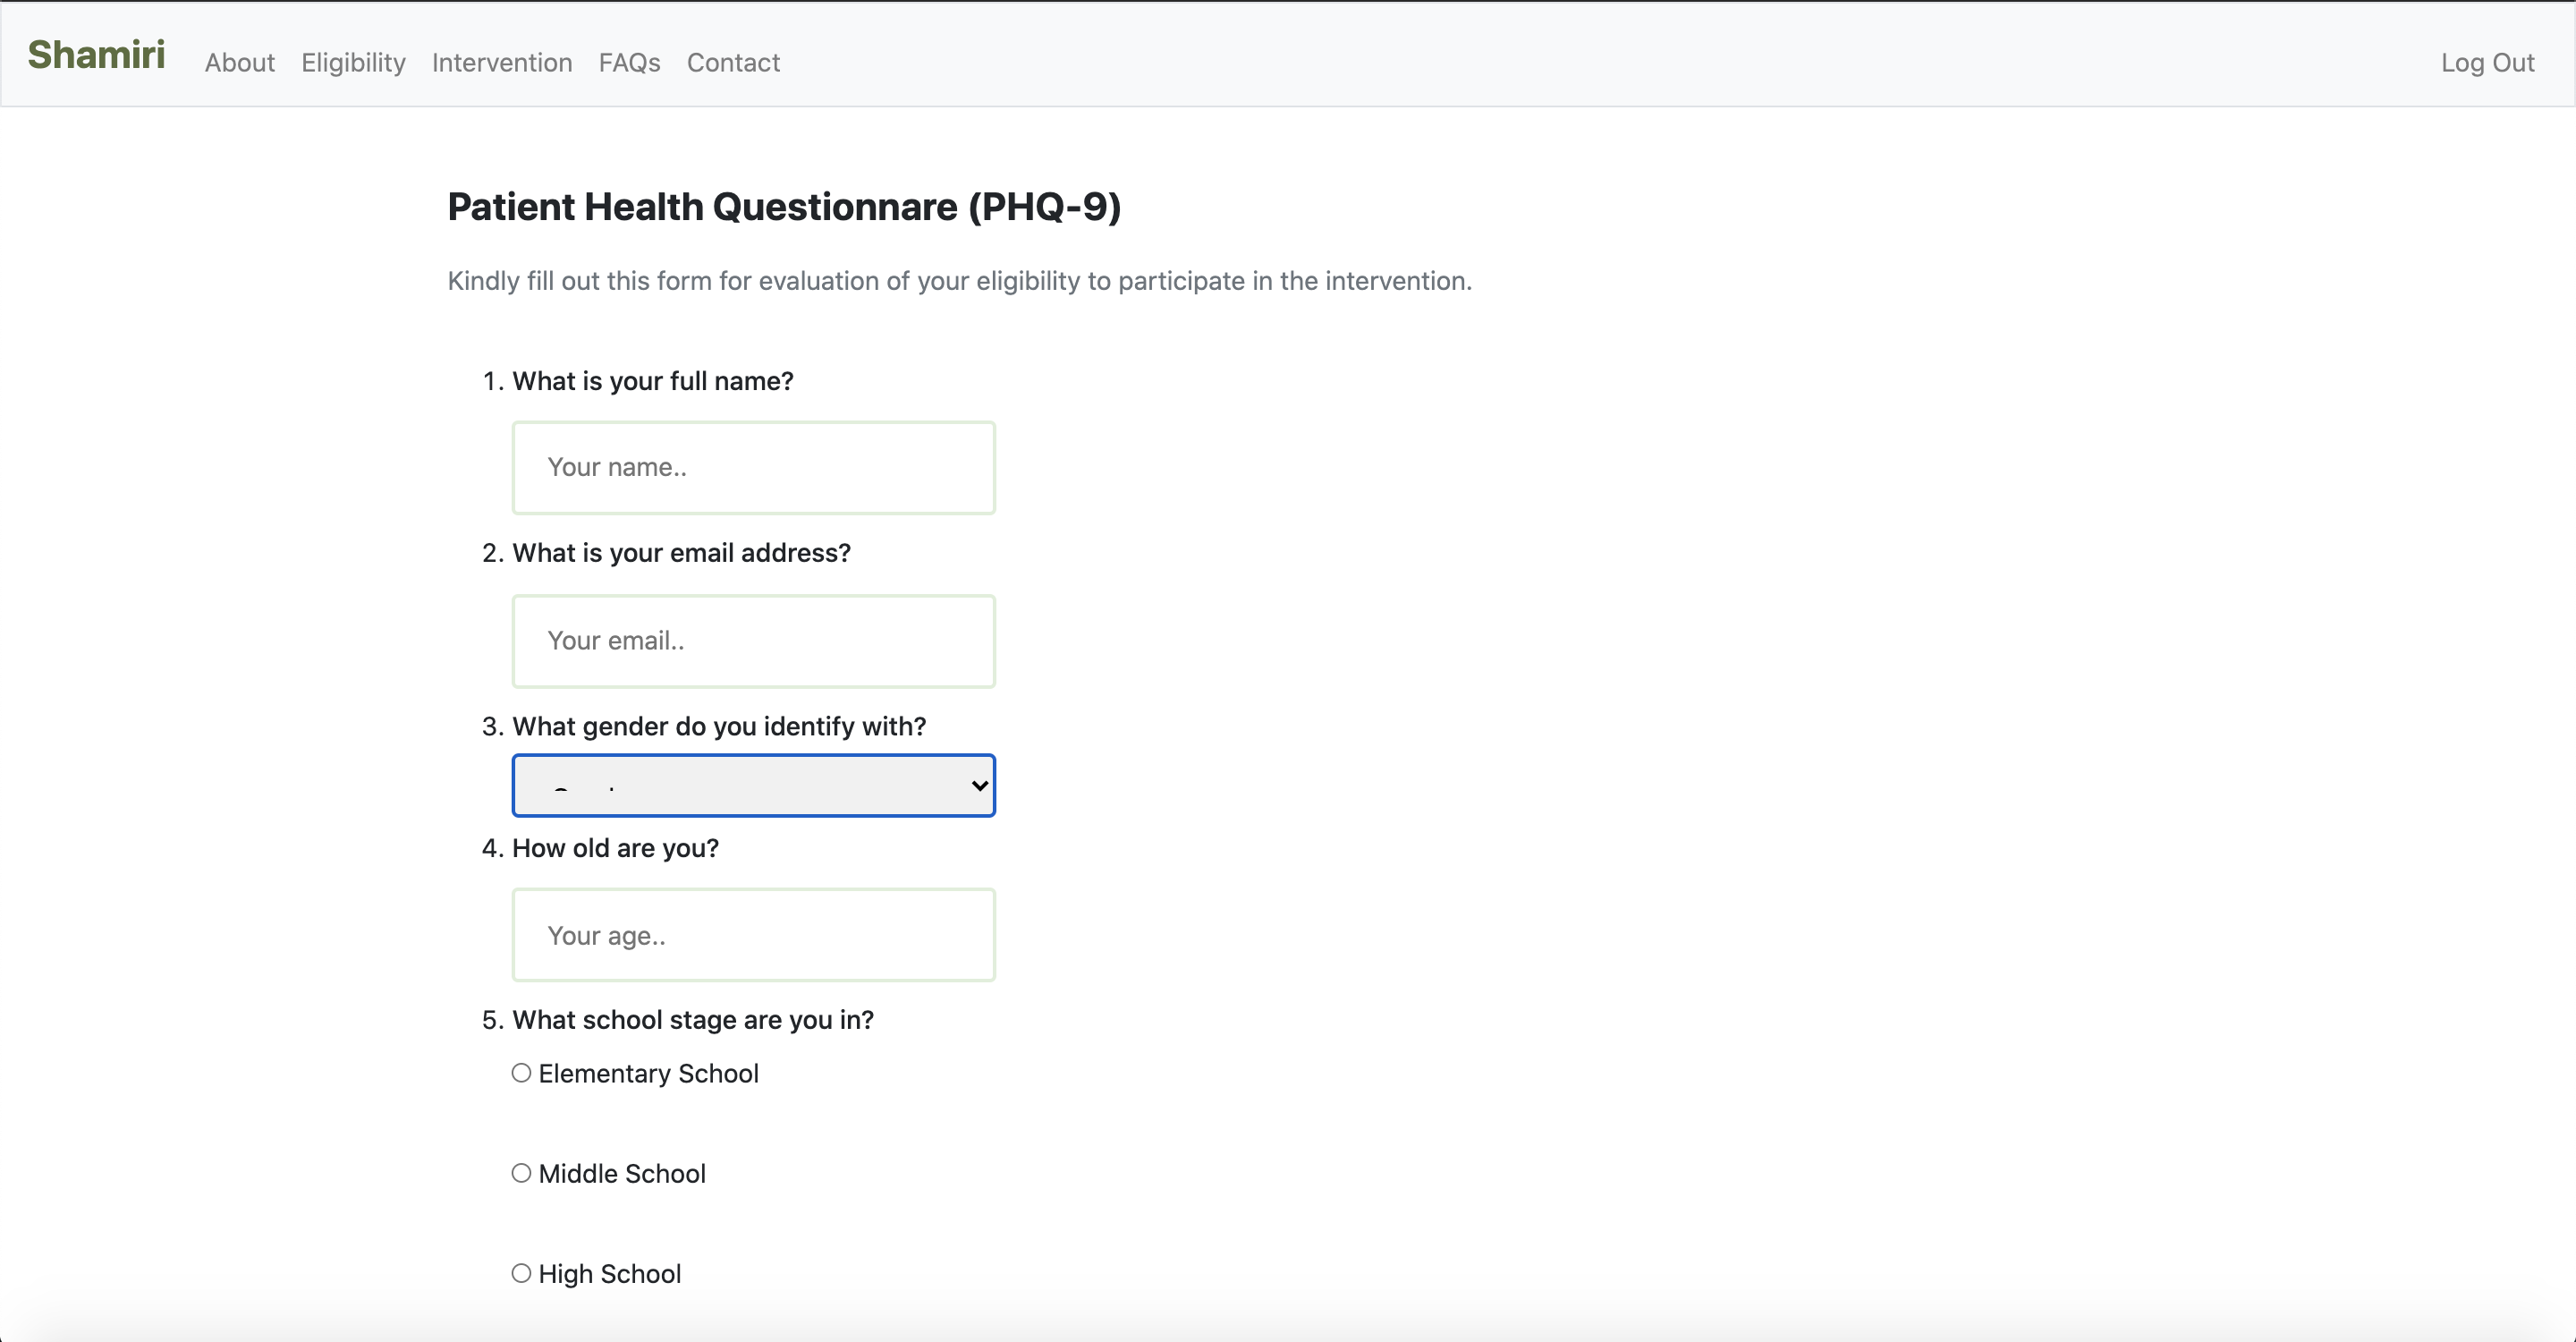 Shamiri About Eligibility Intervention FAQs Contact Log Out
Patient Health Questionnare (PHQ-9)
Kindly fill out this form for evaluation of your eligibility to participate in the intervention.
1. What is your full name?
Your name..
2. What is your email address?
Your email..
3. What gender do you identify with?
4. How old are you?
Your age..
5. What school stage are you in?
Elementary School
Middle School
High School